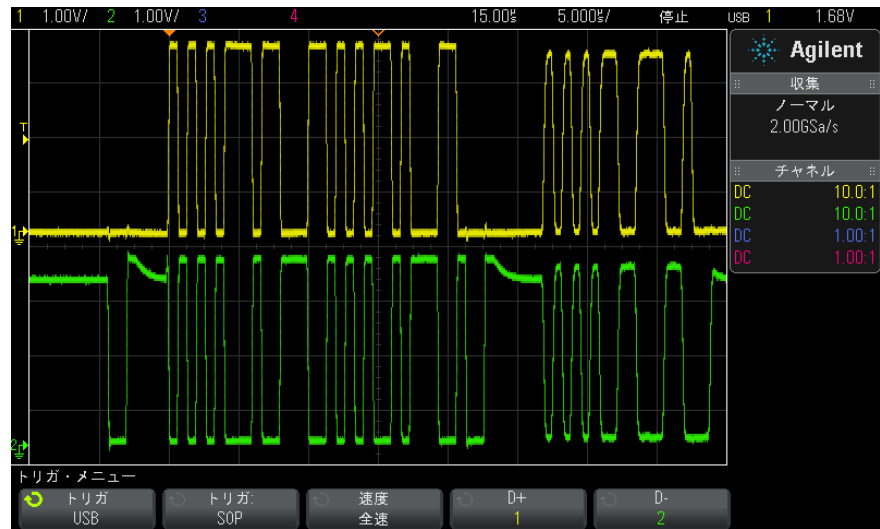 1 1.00V/ 2 1.00V/ 3 4 15.00␣ 5.000␣/ 停止 USB 1 1.68V
Agilent
収集
ノーマル
2.00GSa/s
チャネル
DC 10.0:1
DC 10.0:1
DC 1.00:1
DC 1.00:1
T
1
2
トリガ・メニュー
トリガ
USB
トリガ:
SOP
速度
全速
D+
1
D-
2